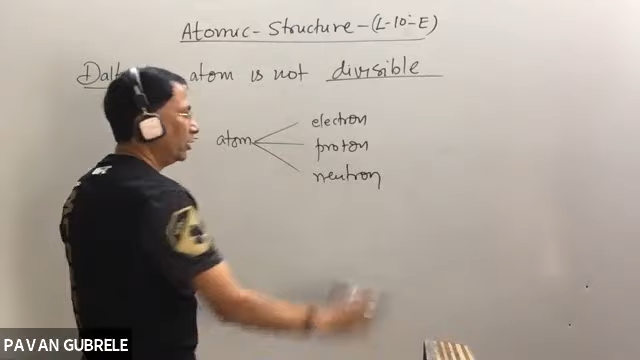 Atomic-Structure-(L-10-E)
Dalt atom is not divisible
atom
electron
proton
neutron
PAVAN GUBRELE